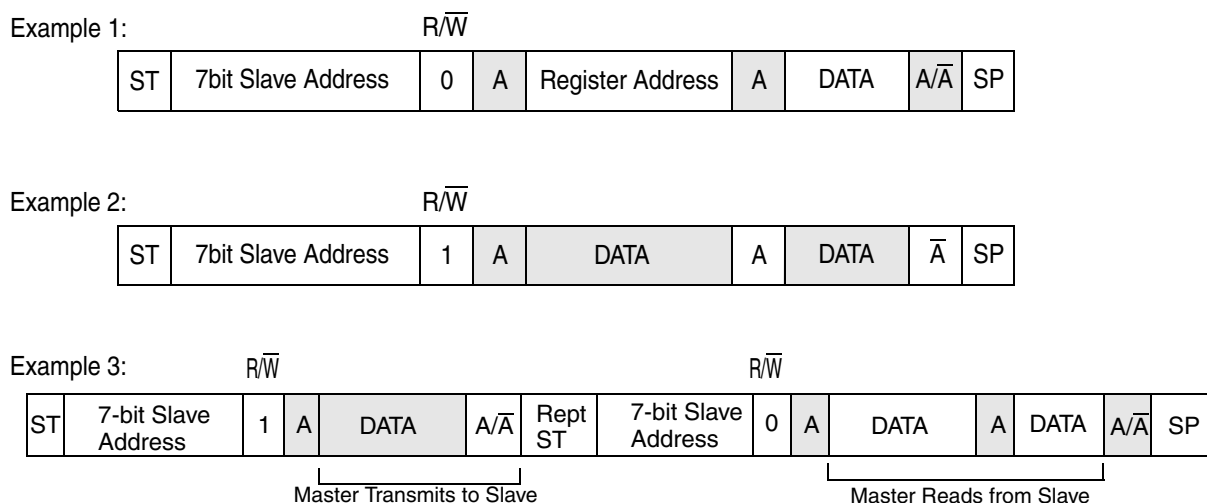 Example 1:
R/W̅
ST 7bit Slave Address 0 A Register Address A DATA A/A̅ SP
Example 2:
R/W̅
ST 7bit Slave Address 1 A DATA A DATA A̅ SP
Example 3:
R/W̅ R/W̅
ST 7-bit Slave Address 1 A DATA A/A̅ Rept ST 7-bit Slave Address 0 A DATA A DATA A/A̅ SP
Master Transmits to Slave Master Reads from Slave